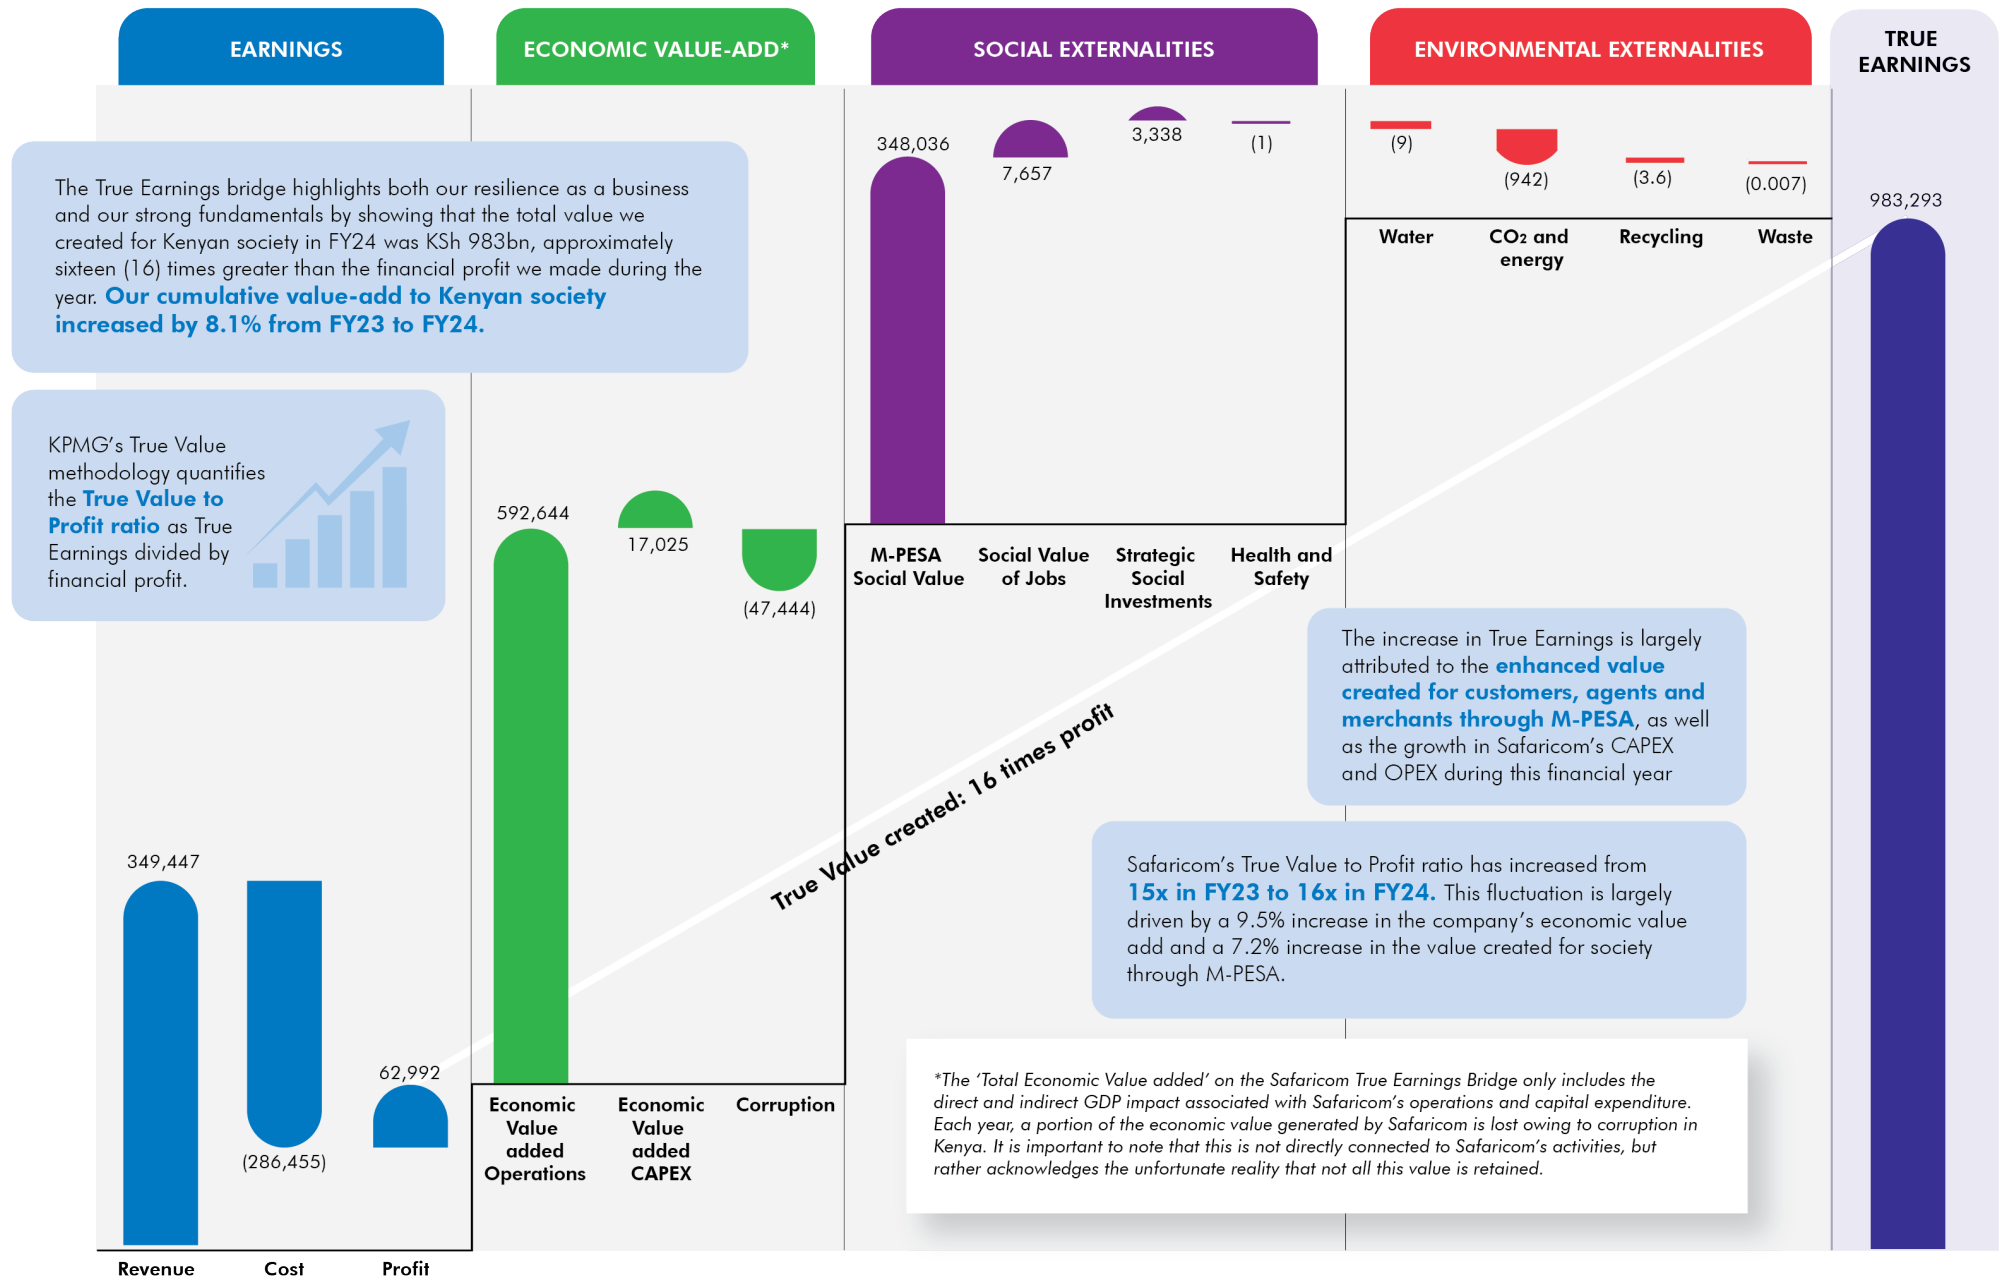 EARNINGS
ECONOMIC VALUE-ADD*
SOCIAL EXTERNALITIES
ENVIRONMENTAL EXTERNALITIES
TRUE
EARNINGS
The True Earnings bridge highlights both our resilience as a business
and our strong fundamentals by showing that the total value we
created for Kenyan society in FY24 was KSh 983bn, approximately
sixteen (16) times greater than the financial profit we made during the
year. Our cumulative value-add to Kenyan society
increased by 8.1% from FY23 to FY24.
KPMG's True Value
methodology quantifies
the True Value to
Profit ratio as True
Earnings divided by
financial profit.
349,447
(286,455)
62,992
Revenue
Cost
Profit
592,644
17,025
(47,444)
Economic
Value
added
Operations
Economic
Value
added
CAPEX
Corruption
348,036
7,657
3,338
(1)
M-PESA
Social Value
Social Value
of Jobs
Strategic
Social
Investments
Health and
Safety
(9)
(942)
(3.6)
(0.007)
Water
CO₂ and
energy
Recycling
Waste
983,293
True Value created: 16 times profit
The increase in True Earnings is largely
attributed to the enhanced value
created for customers, agents and
merchants through M-PESA, as well
as the growth in Safaricom's CAPEX
and OPEX during this financial year
Safaricom's True Value to Profit ratio has increased from
15x in FY23 to 16x in FY24. This fluctuation is largely
driven by a 9.5% increase in the company's economic value
add and a 7.2% increase in the value created for society
through M-PESA.
*The 'Total Economic Value added' on the Safaricom True Earnings Bridge only includes the
direct and indirect GDP impact associated with Safaricom's operations and capital expenditure.
Each year, a portion of the economic value generated by Safaricom is lost owing to corruption in
Kenya. It is important to note that this is not directly connected to Safaricom's activities, but
rather acknowledges the unfortunate reality that not all this value is retained.